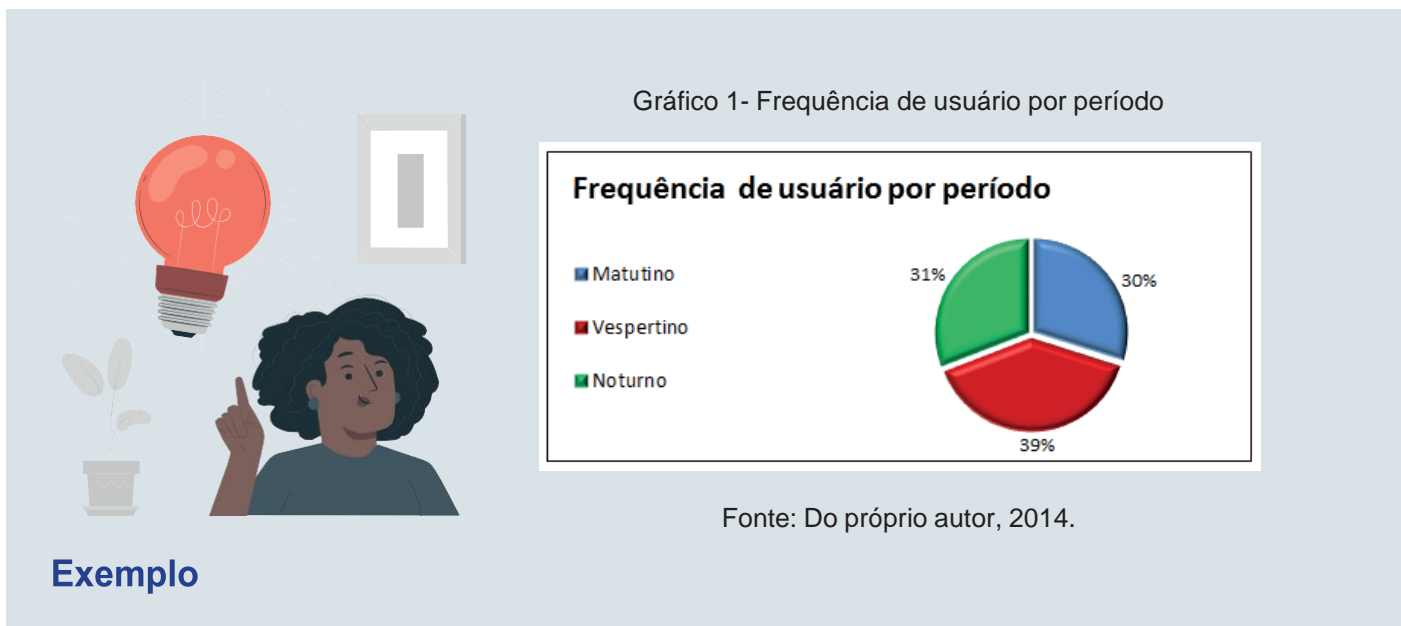 Gráfico 1- Frequência de usuário por período
Frequência de usuário por período
Matutino
Vespertino
Noturno
31%
30%
39%
Fonte: Do próprio autor, 2014.
Exemplo